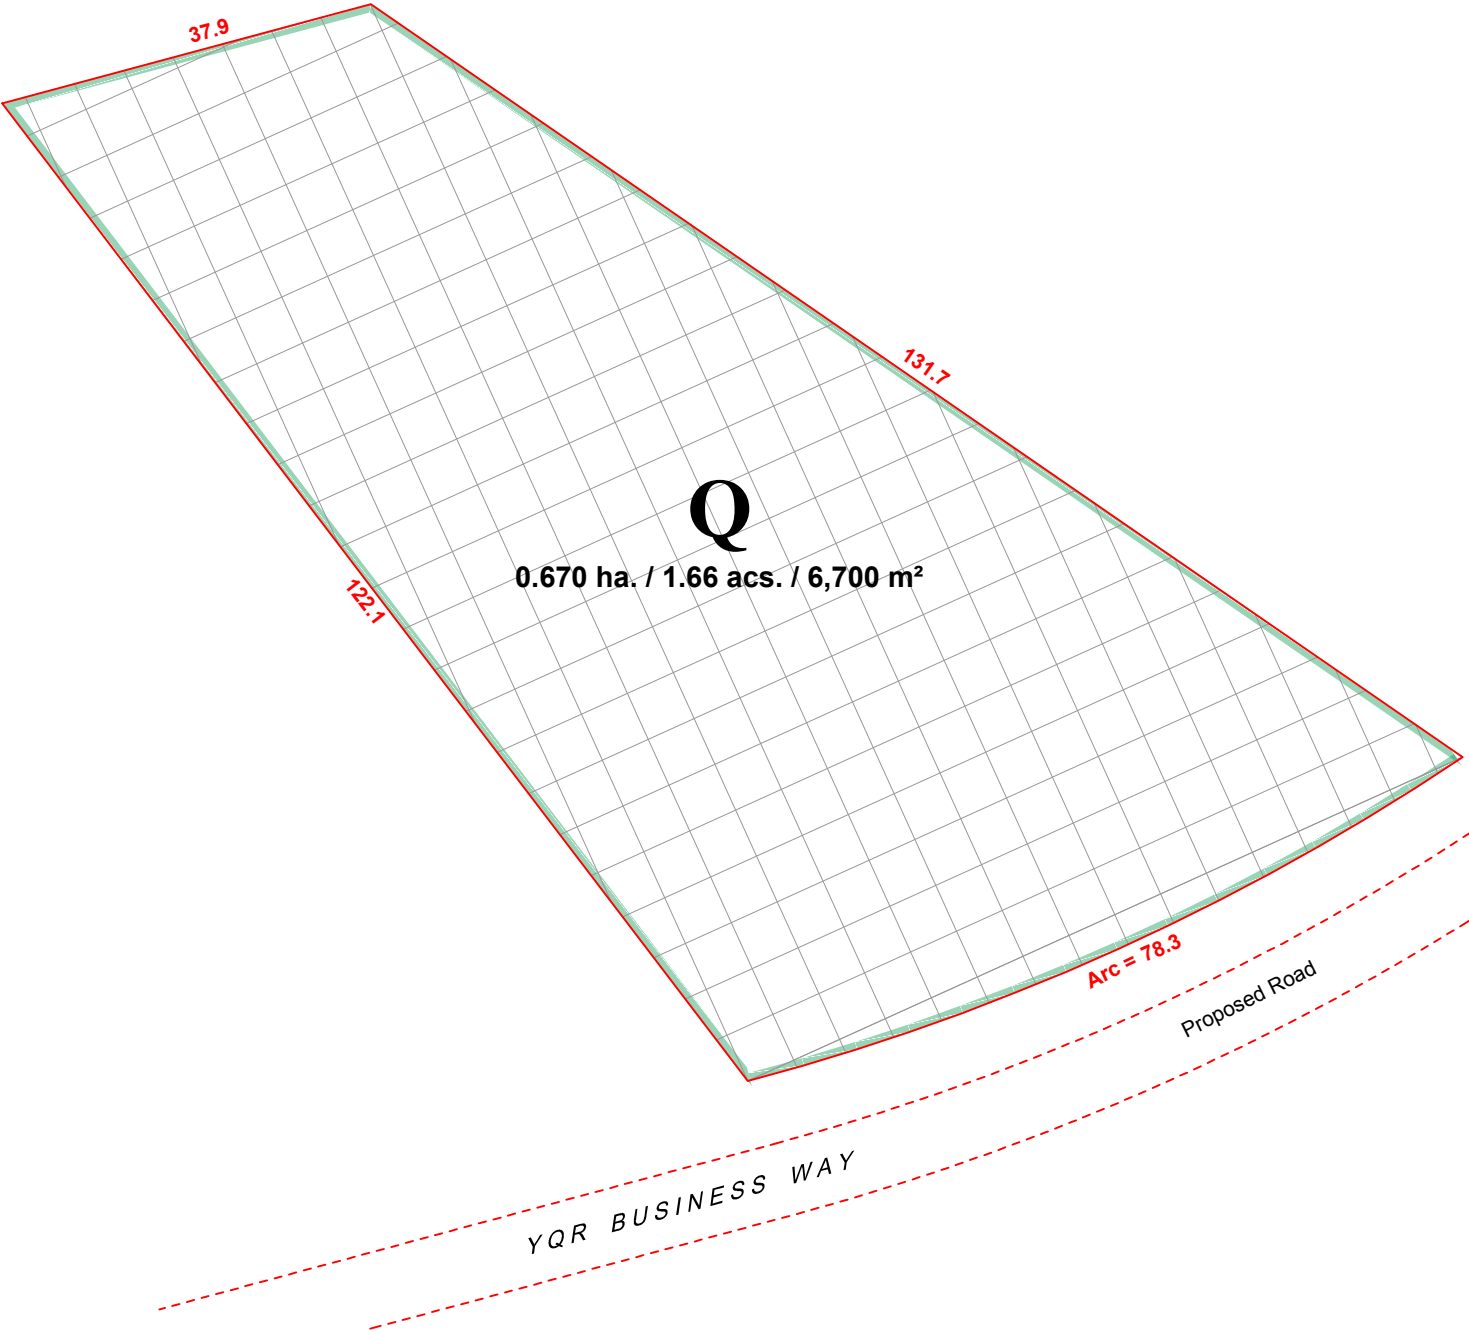 37.9
131.7
Q
0.670 ha. / 1.66 acs. / 6,700 m²
122.1
Arc = 78.3
Proposed Road
YQR BUSINESS WAY